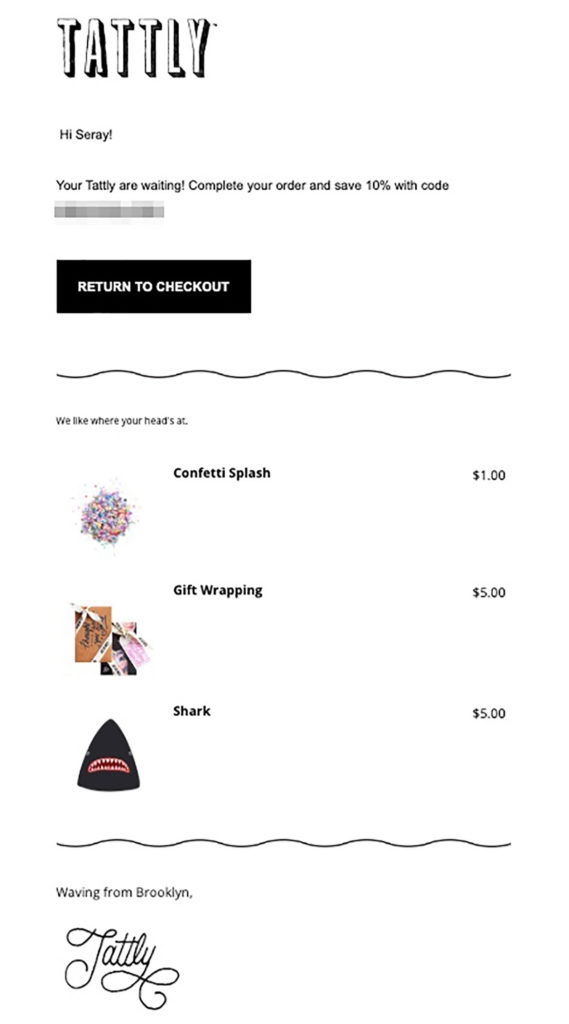 TATTLY
Hi Seray!
Your Tattly are waiting! Complete your order and save 10% with code
RETURN TO CHECKOUT
We like where your head's at.
Confetti Splash
$1.00
Gift Wrapping
$5.00
Shark
$5.00
Waving from Brooklyn,
Tattly